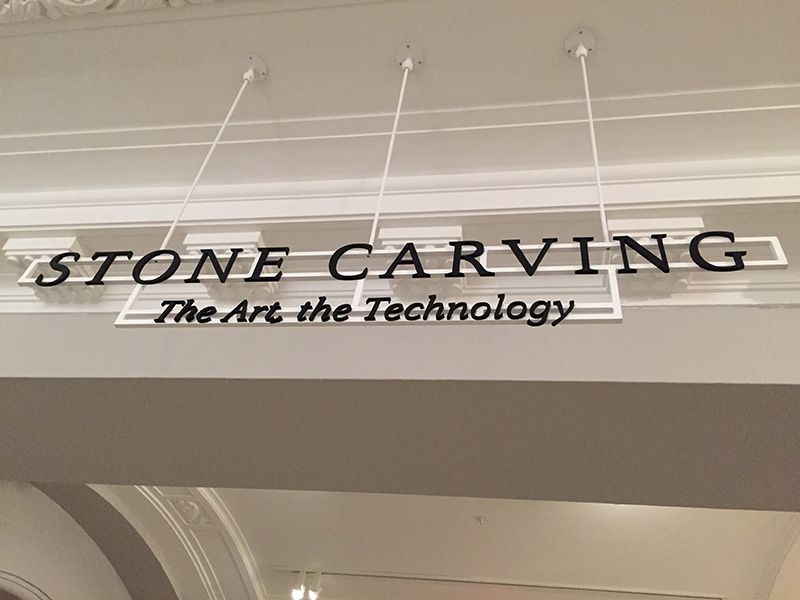 STONE CARVING
The Art, the Technology